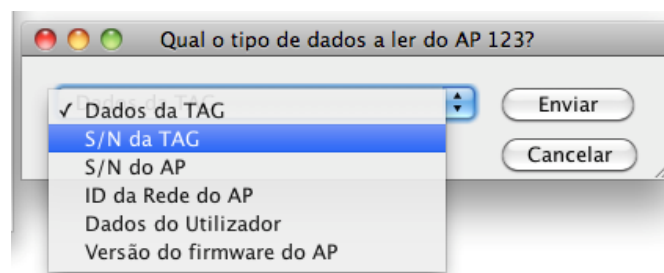 Qual o tipo de dados a ler do AP 123?
✓ Dados da TAG
Enviar
S/N da TAG
S/N do AP
Cancelar
ID da Rede do AP
Dados do Utilizador
Versão do firmware do AP